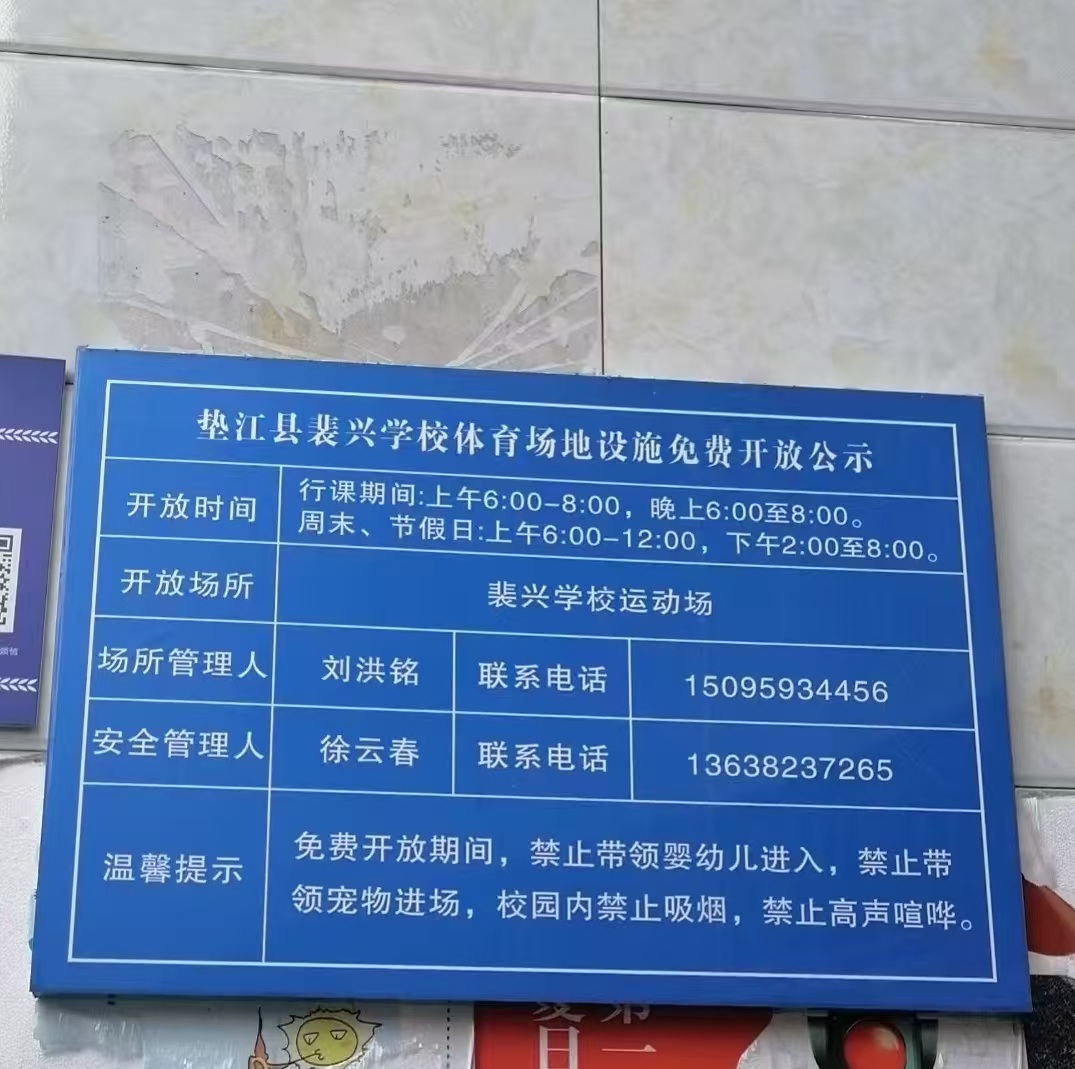 垫江县裴兴学校体育场地设施免费开放公示
开放时间
行课期间:上午6:00-8:00，晚上6:00至8:00。
周末、节假日:上午6:00-12:00，下午2:00至8:00。
开放场所
裴兴学校运动场
场所管理人 刘洪铭 联系电话 15095934456
安全管理人 徐云春 联系电话 13638237265
温馨提示
免费开放期间，禁止带领婴幼儿进入，禁止带
领宠物进场，校园内禁止吸烟，禁止高声喧哗。